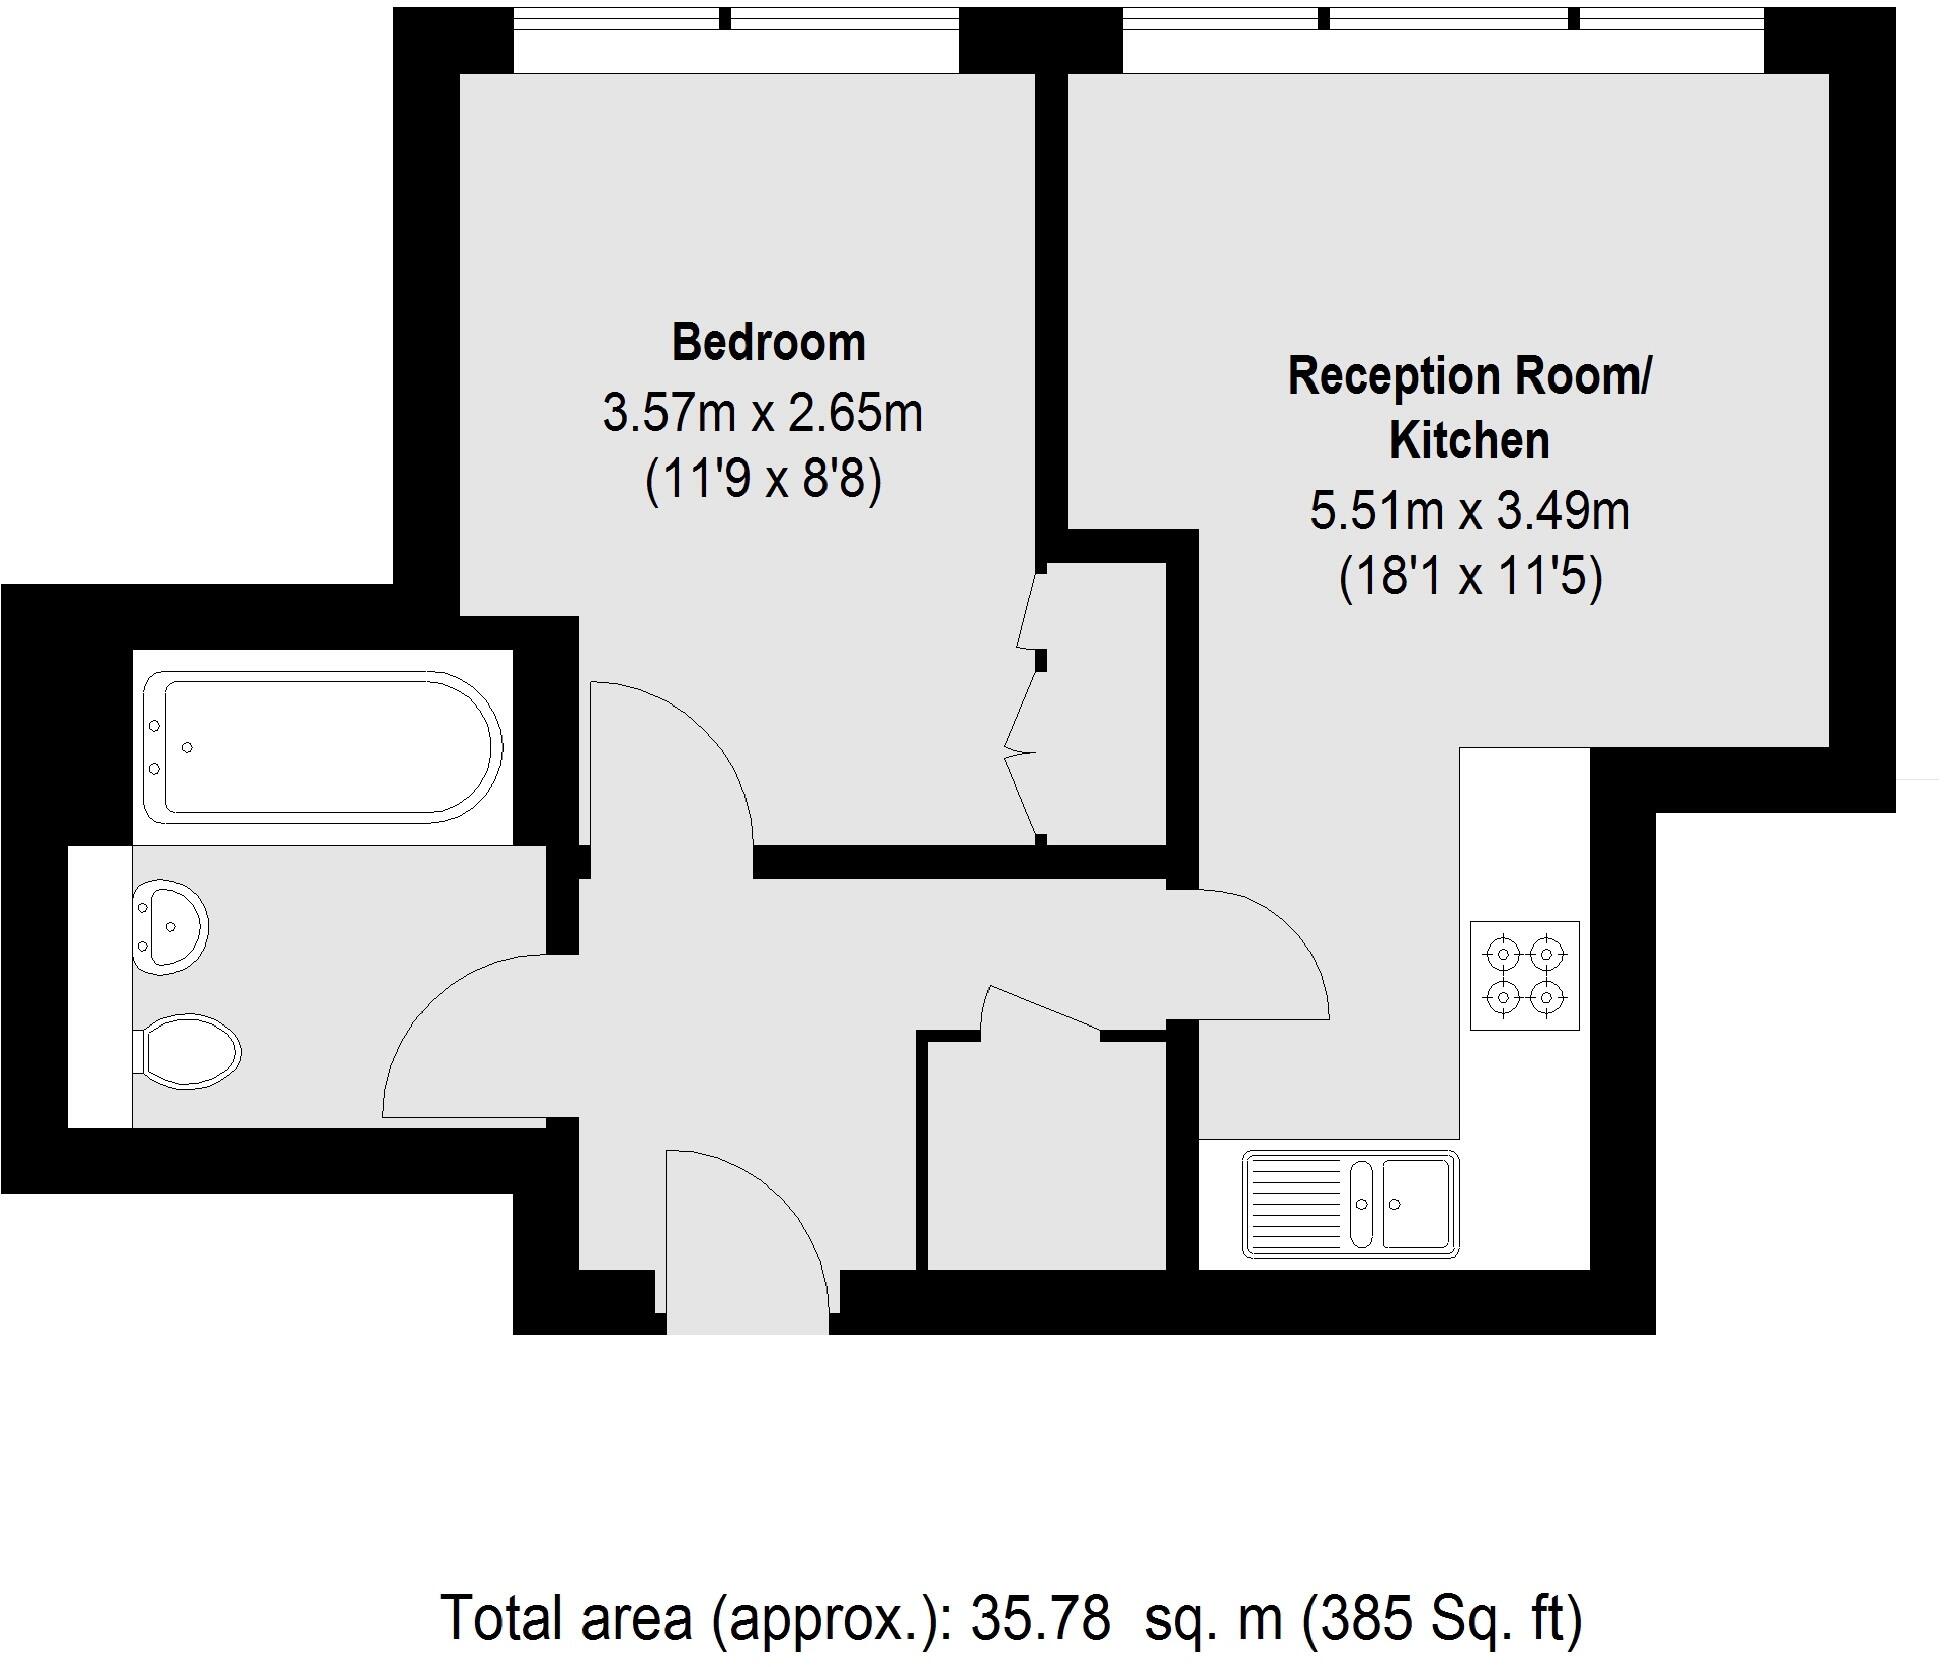 Bedroom
3.57m x 2.65m
(11'9 x 8'8)
Reception Room/
Kitchen
5.51m x 3.49m
(18'1 x 11'5)
Total area (approx.): 35.78 sq. m (385 Sq. ft)